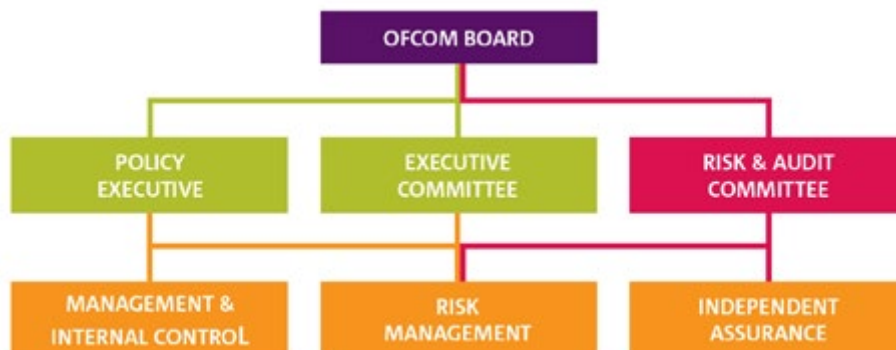 OFCOM BOARD
POLICY
EXECUTIVE
EXECUTIVE
COMMITTEE
RISK & AUDIT
COMMITTEE
MANAGEMENT &
INTERNAL CONTROL
RISK
MANAGEMENT
INDEPENDENT
ASSURANCE